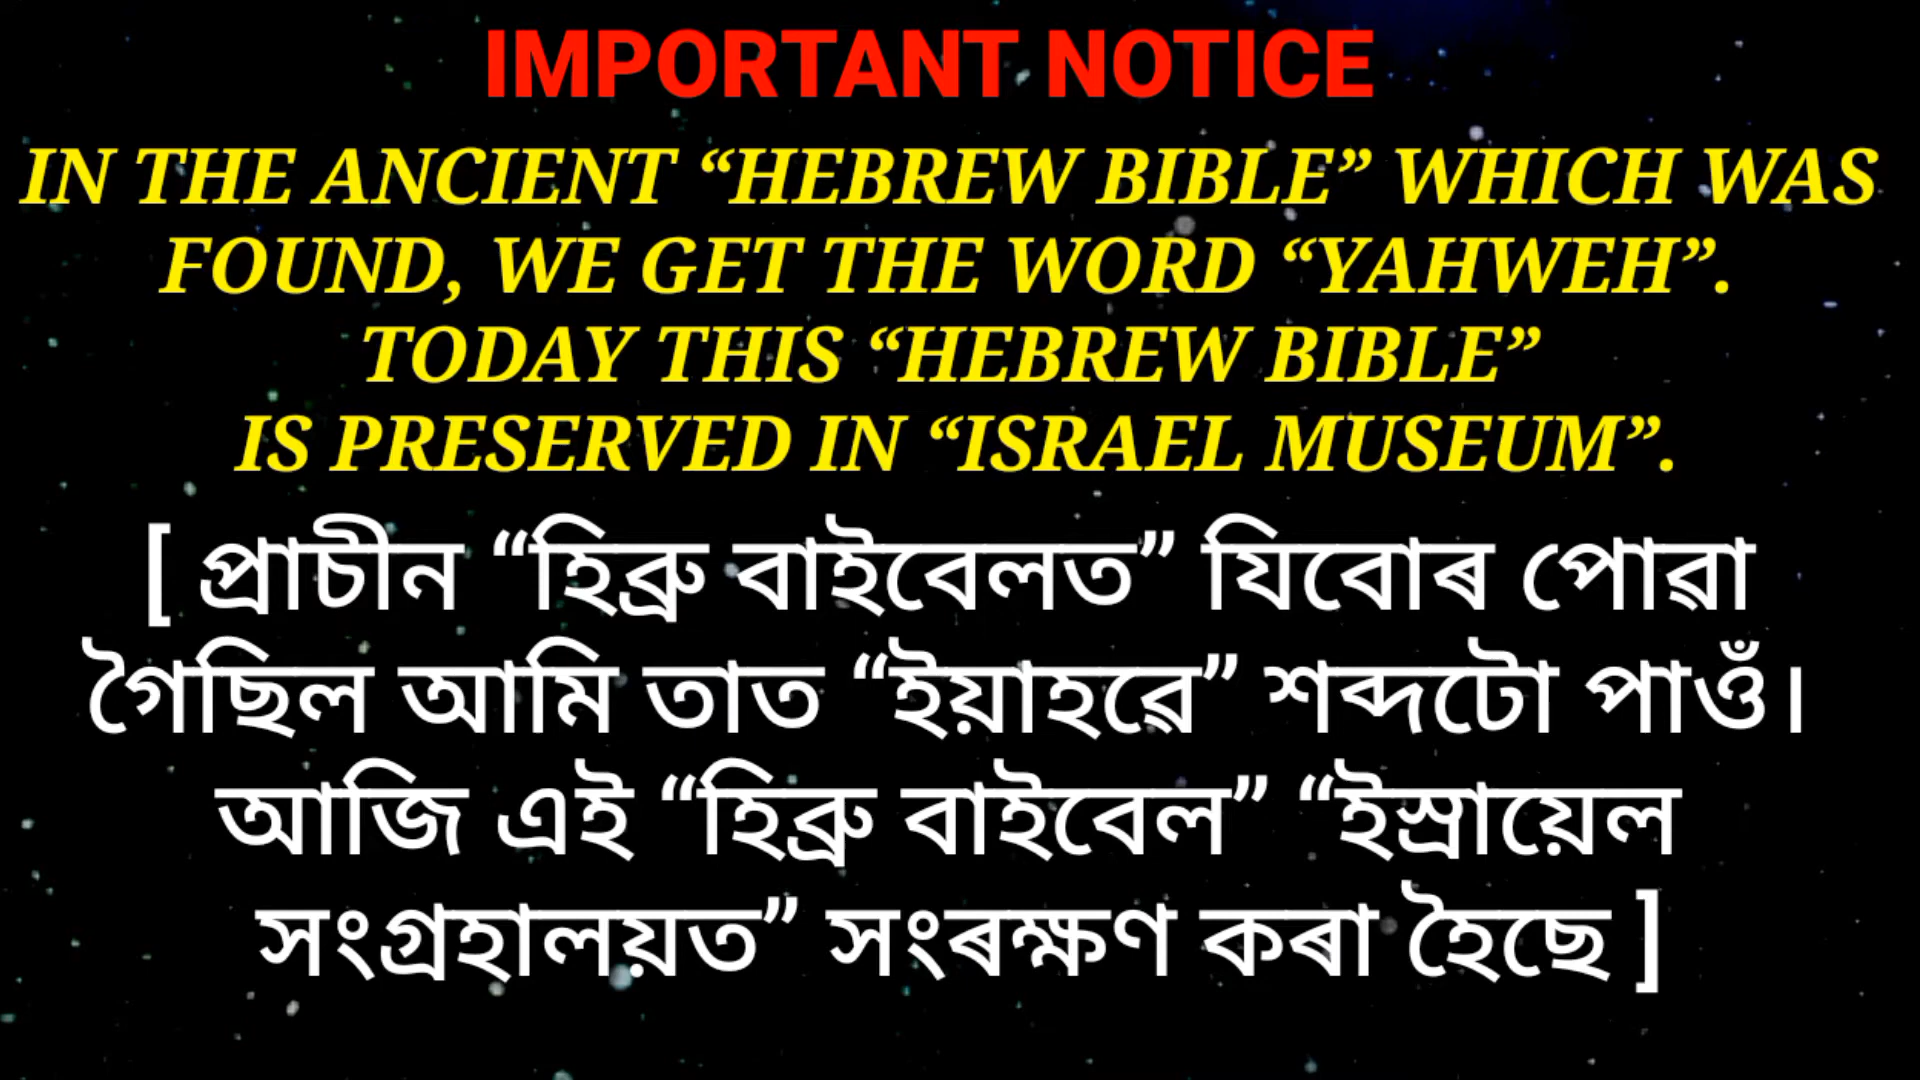 IMPORTANT NOTICE
IN THE ANCIENT “HEBREW BIBLE” WHICH WAS
FOUND, WE GET THE WORD “YAHWEH”.
TODAY THIS “HEBREW BIBLE”
IS PRESERVED IN “ISRAEL MUSEUM”.
[ প্ৰাচীন “হিব্ৰু বাইবেলত” যিবোৰ পোৱা
গৈছিল আমি তাত “ইয়াহৱে” শব্দটো পাওঁ।
আজি এই “হিব্ৰু বাইবেল” “ইস্ৰায়েল
সংগ্ৰহালয়ত” সংৰক্ষণ কৰা হৈছে ]